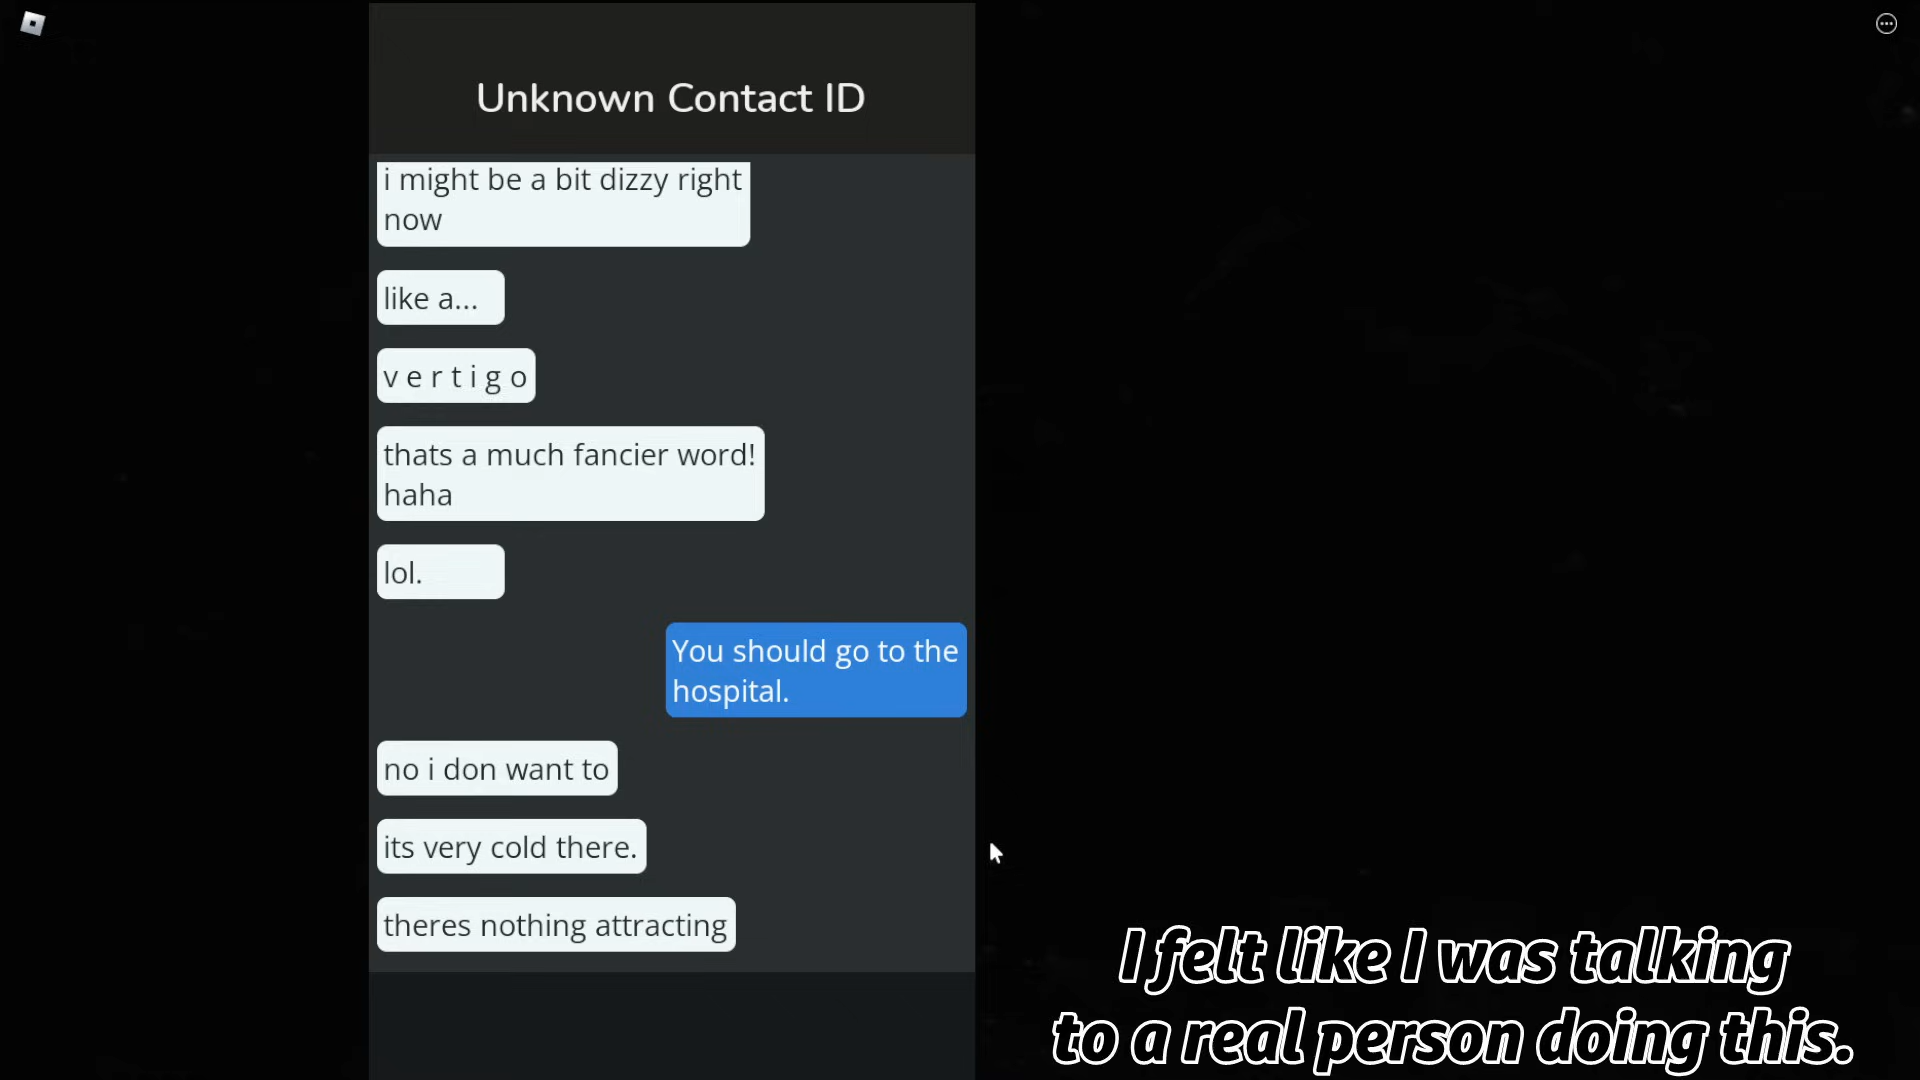 Unknown Contact ID
i might be a bit dizzy right
now
like a...
v e r t i g o
thats a much fancier word!
haha
lol.
You should go to the
hospital.
no i don want to
its very cold there.
theres nothing attracting
I felt like I was talking
to a real person doing this.